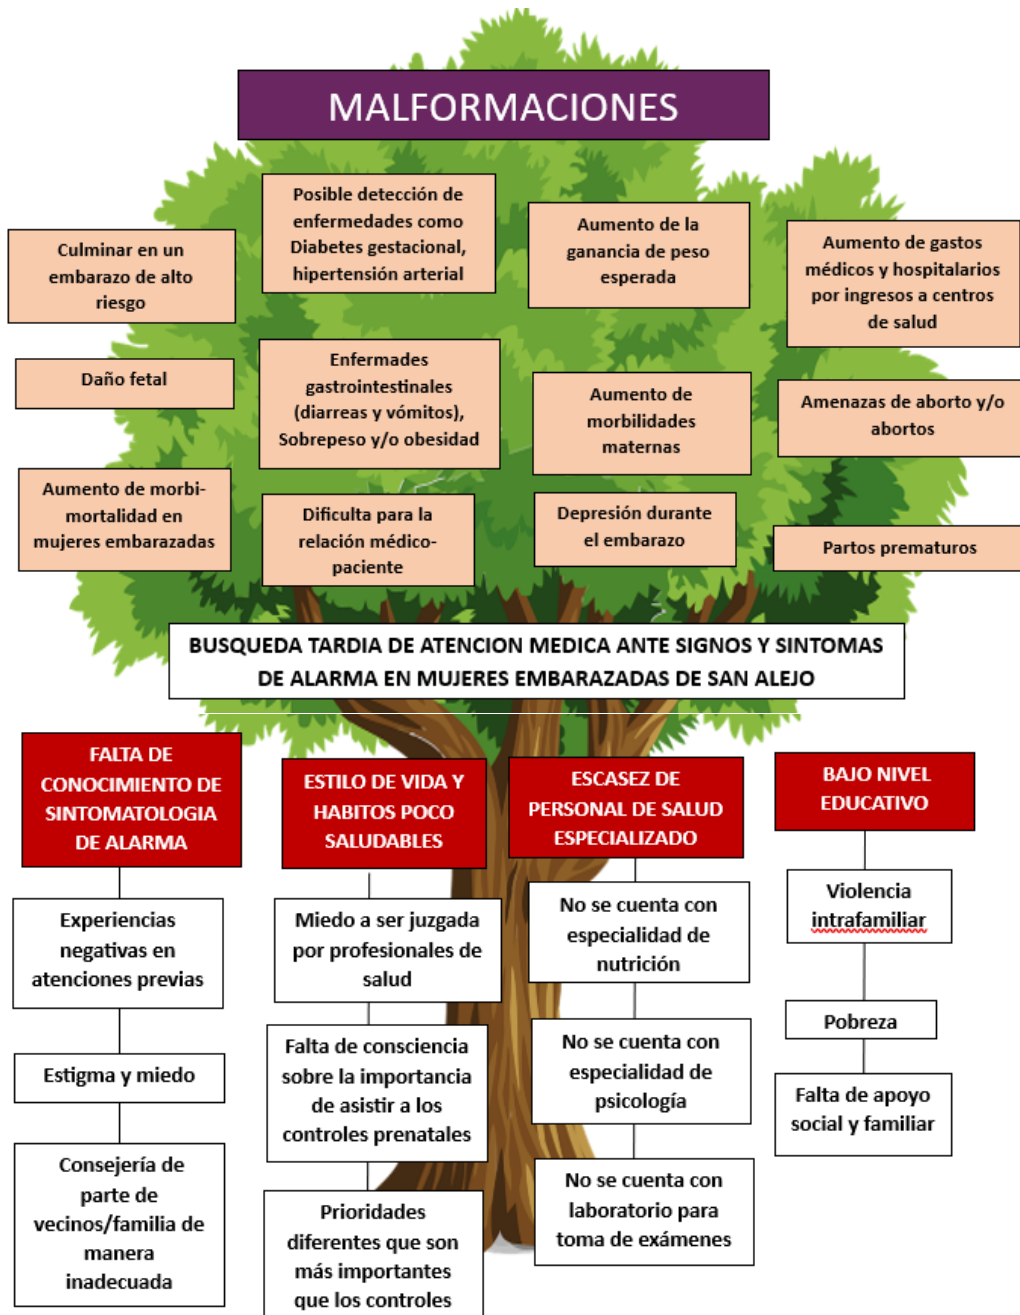 MALFORMACIONES
Culminar en un
embarazo de alto
riesgo
Posible detección de
enfermedades como
Diabetes gestacional,
hipertensión arterial
Aumento de la
ganancia de peso
esperada
Aumento de gastos
médicos y hospitalarios
por ingresos a centros
de salud
Daño fetal
Enfermades
gastrointestinales
(diarreas y vómitos),
Sobrepeso y/o obesidad
Aumento de
morbilidades
maternas
Amenazas de aborto y/o
abortos
Aumento de morbi-
mortalidad en
mujeres embarazadas
Dificulta para la
relación médico-
paciente
Depresión durante
el embarazo
Partos prematuros
BUSQUEDA TARDIA DE ATENCION MEDICA ANTE SIGNOS Y SINTOMAS
DE ALARMA EN MUJERES EMBARAZADAS DE SAN ALEJO
FALTA DE
CONOCIMIENTO DE
SINTOMATOLOGIA
DE ALARMA
Experiencias
negativas en
atenciones previas
Estigma y miedo
Consejería de
parte de
vecinos/familia de
manera
inadecuada
ESTILO DE VIDA Y
HABITOS POCO
SALUDABLES
Miedo a ser juzgada
por profesionales de
salud
Falta de consciencia
sobre la importancia
de asistir a los
controles prenatales
Prioridades
diferentes que son
más importantes
que los controles
ESCASEZ DE
PERSONAL DE SALUD
ESPECIALIZADO
No se cuenta con
especialidad de
nutrición
No se cuenta con
especialidad de
psicología
No se cuenta con
laboratorio para
toma de exámenes
BAJO NIVEL
EDUCATIVO
Violencia
intrafamiliar
Pobreza
Falta de apoyo
social y familiar